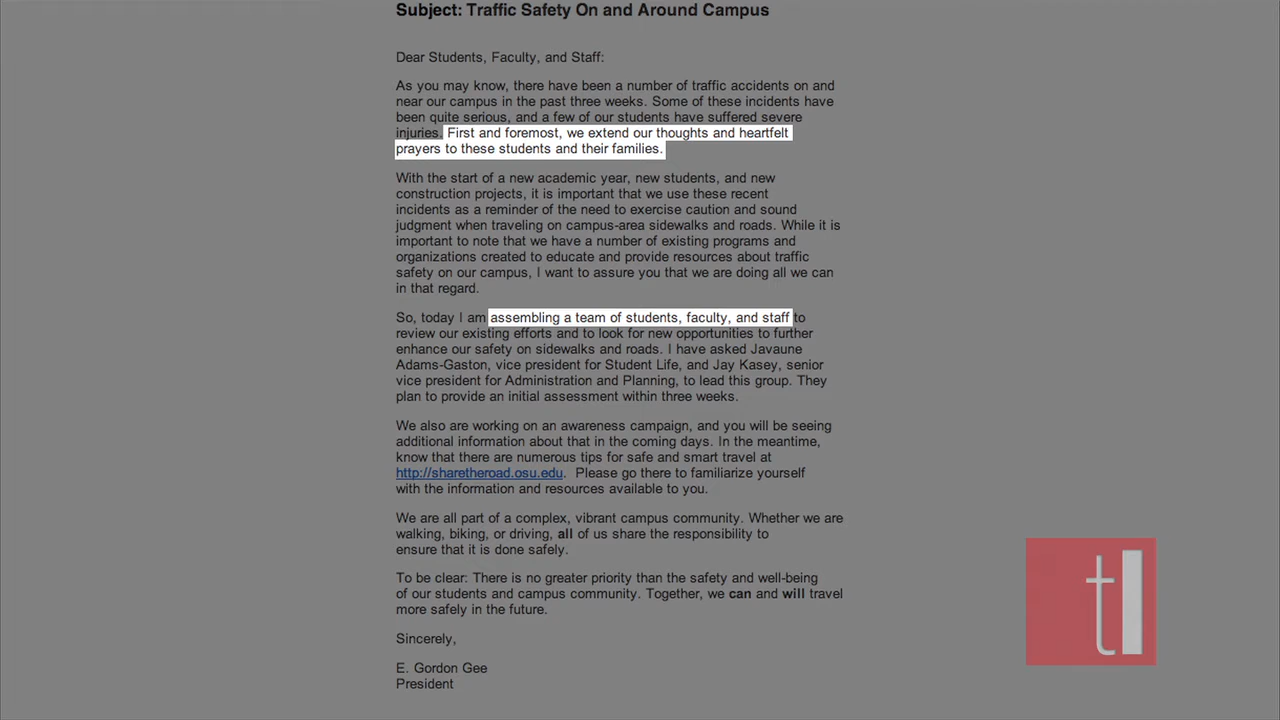 Subject: Traffic Safety On and Around Campus
Dear Students, Faculty, and Staff:
As you may know, there have been a number of traffic accidents on and
near our campus in the past three weeks. Some of these incidents have
been quite serious, and a few of our students have suffered severe
injuries. First and foremost, we extend our thoughts and heartfelt
prayers to these students and their families.
With the start of a new academic year, new students, and new
construction projects, it is important that we use these recent
incidents as a reminder of the need to exercise caution and sound
judgment when traveling on campus-area sidewalks and roads. While it is
important to note that we have a number of existing programs and
organizations created to educate and provide resources about traffic
safety on our campus, I want to assure you that we are doing all we can
in that regard.
So, today I am assembling a team of students, faculty, and staff to
review our existing efforts and to look for new opportunities to further
enhance our safety on sidewalks and roads. I have asked Javaune
Adams-Gaston, vice president for Student Life, and Jay Kasey, senior
vice president for Administration and Planning, to lead this group. They
plan to provide an initial assessment within three weeks.
We also are working on an awareness campaign, and you will be seeing
additional information about that in the coming days. In the meantime,
know that there are numerous tips for safe and smart travel at
http://sharetheroad.osu.edu. Please go there to familiarize yourself
with the information and resources available to you.
We are all part of a complex, vibrant campus community. Whether we are
walking, biking, or driving, all of us share the responsibility to
ensure that it is done safely.
To be clear: There is no greater priority than the safety and well-being
of our students and campus community. Together, we can and will travel
more safely in the future.
Sincerely,
E. Gordon Gee
President
tl